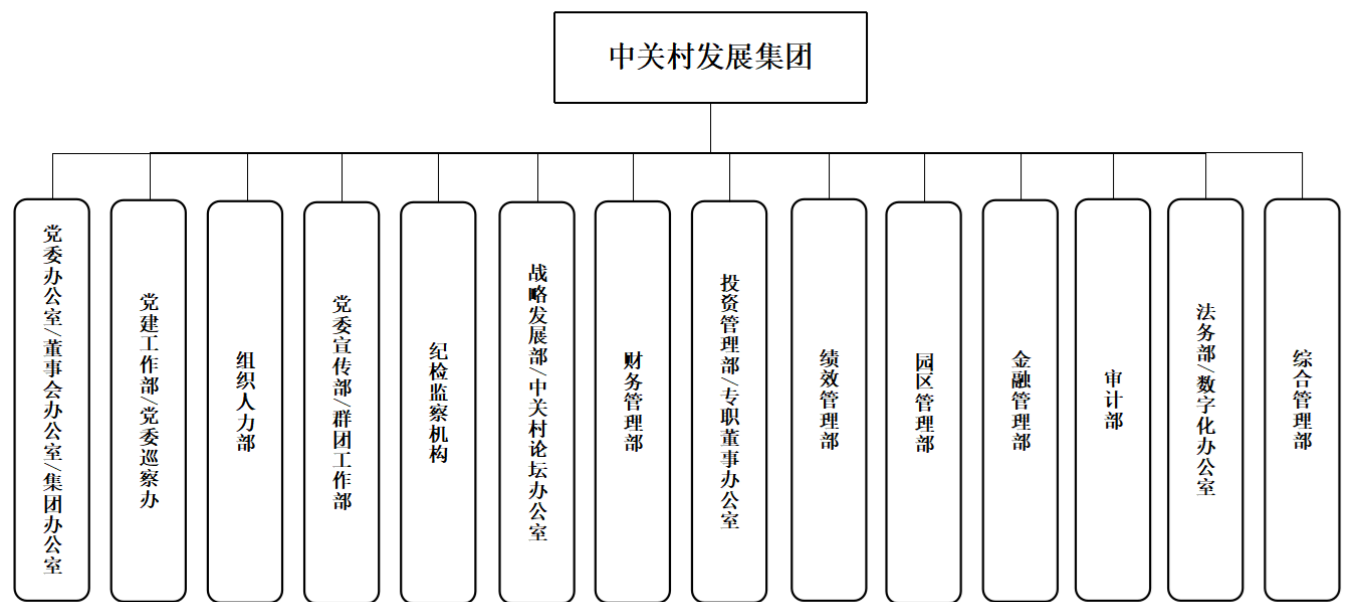 中关村发展集团
党委办公室/董事会办公室/集团办公室
党建工作部/党委巡察办
组织人力部
党委宣传部/群团工作部
纪检监察机构
战略发展部/中关村论坛办公室
财务管理部
投资管理部/专职董事办公室
绩效管理部
园区管理部
金融管理部
审计部
法务部/数字化办公室
综合管理部